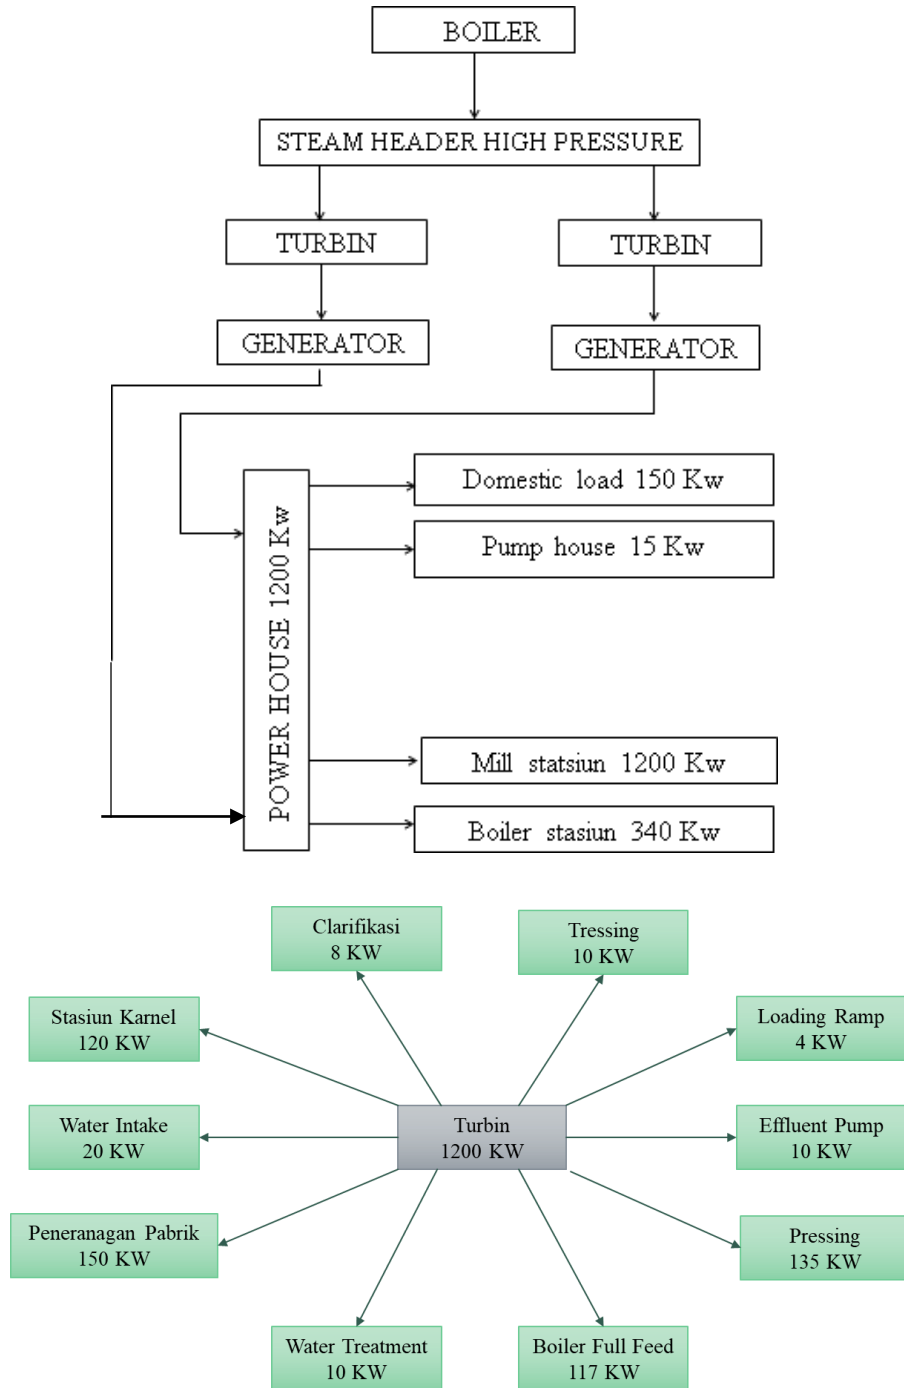 BOILER
STEAM HEADER HIGH PRESSURE
TURBIN
TURBIN
GENERATOR
GENERATOR
POWER HOUSE 1200 Kw
Domestic load 150 Kw
Pump house 15 Kw
Mill statsiun 1200 Kw
Boiler stasiun 340 Kw
Clarifikasi
8 KW
Tressing
10 KW
Stasiun Karnel
120 KW
Loading Ramp
4 KW
Water Intake
20 KW
Turbin
1200 KW
Effluent Pump
10 KW
Peneranagan Pabrik
150 KW
Pressing
135 KW
Water Treatment
10 KW
Boiler Full Feed
117 KW